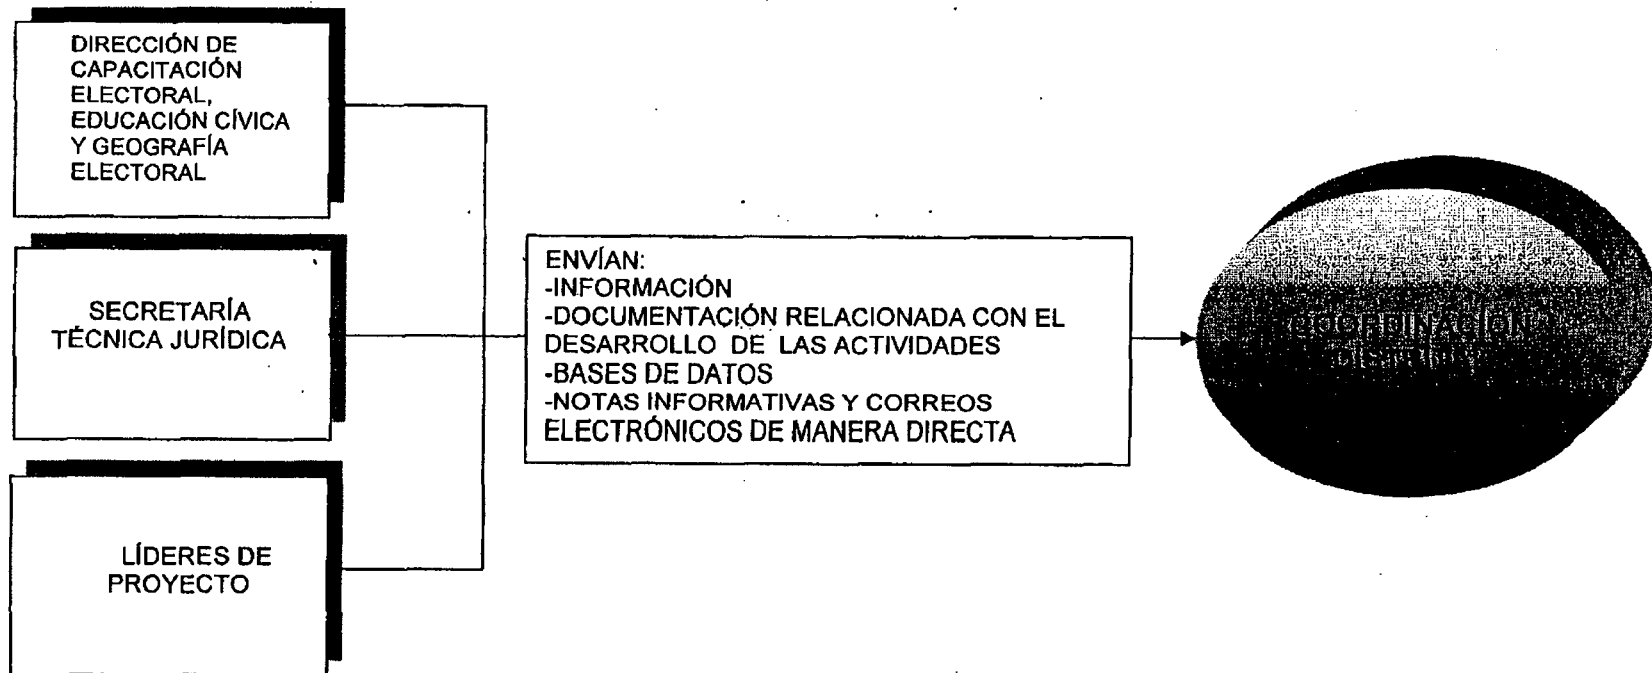 DIRECCIÓN DE
CAPACITACIÓN
ELECTORAL,
EDUCACIÓN CÍVICA
Y GEOGRAFÍA
ELECTORAL
SECRETARÍA
TÉCNICA JURÍDICA
LÍDERES DE
PROYECTO
ENVÍAN:
-INFORMACIÓN
-DOCUMENTACIÓN RELACIONADA CON EL
DESARROLLO DE LAS ACTIVIDADES
-BASES DE DATOS
-NOTAS INFORMATIVAS Y CORREOS
ELECTRÓNICOS DE MANERA DIRECTA
COORDINACIÓN